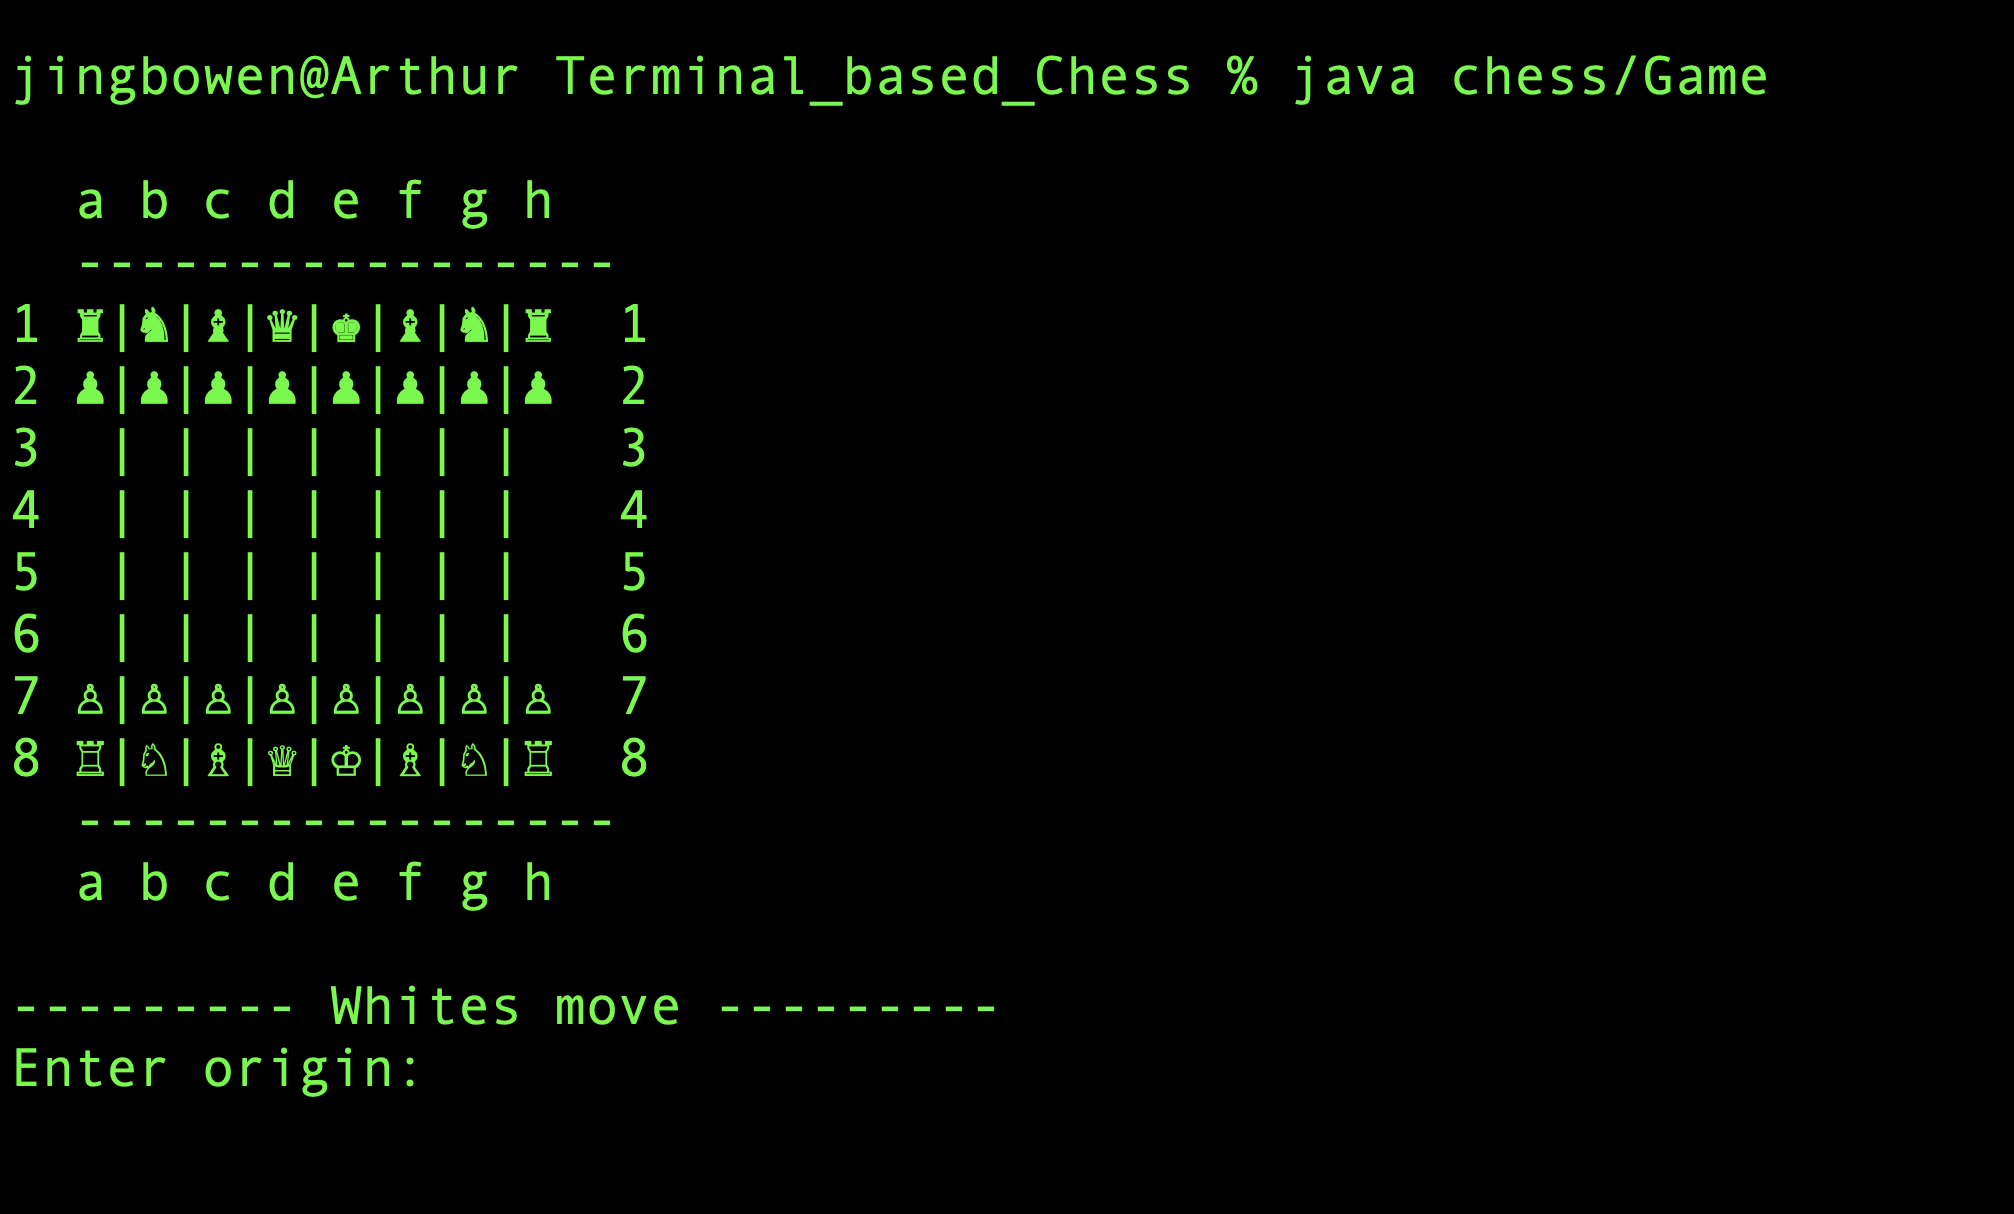 jingbowen@Arthur Terminal_based_Chess % java chess/Game
  a b c d e f g h
  -----------------
1 ♜|♞|♝|♛|♚|♝|♞|♜  1
2 ♟|♟|♟|♟|♟|♟|♟|♟  2
3  | | | | | | |   3
4  | | | | | | |   4
5  | | | | | | |   5
6  | | | | | | |   6
7 ♙|♙|♙|♙|♙|♙|♙|♙  7
8 ♖|♘|♗|♕|♔|♗|♘|♖  8
  -----------------
  a b c d e f g h
--------- Whites move ---------
Enter origin: